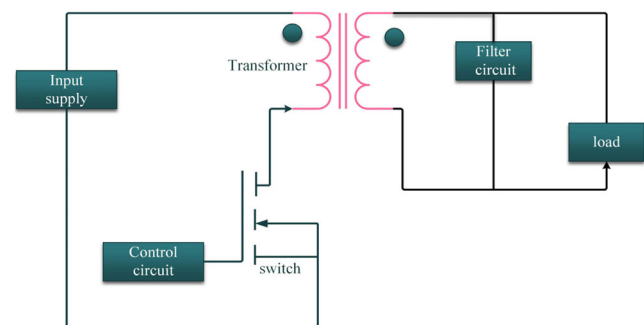 Transformer
Filter
circuit
Input
supply
load
Control
circuit
switch